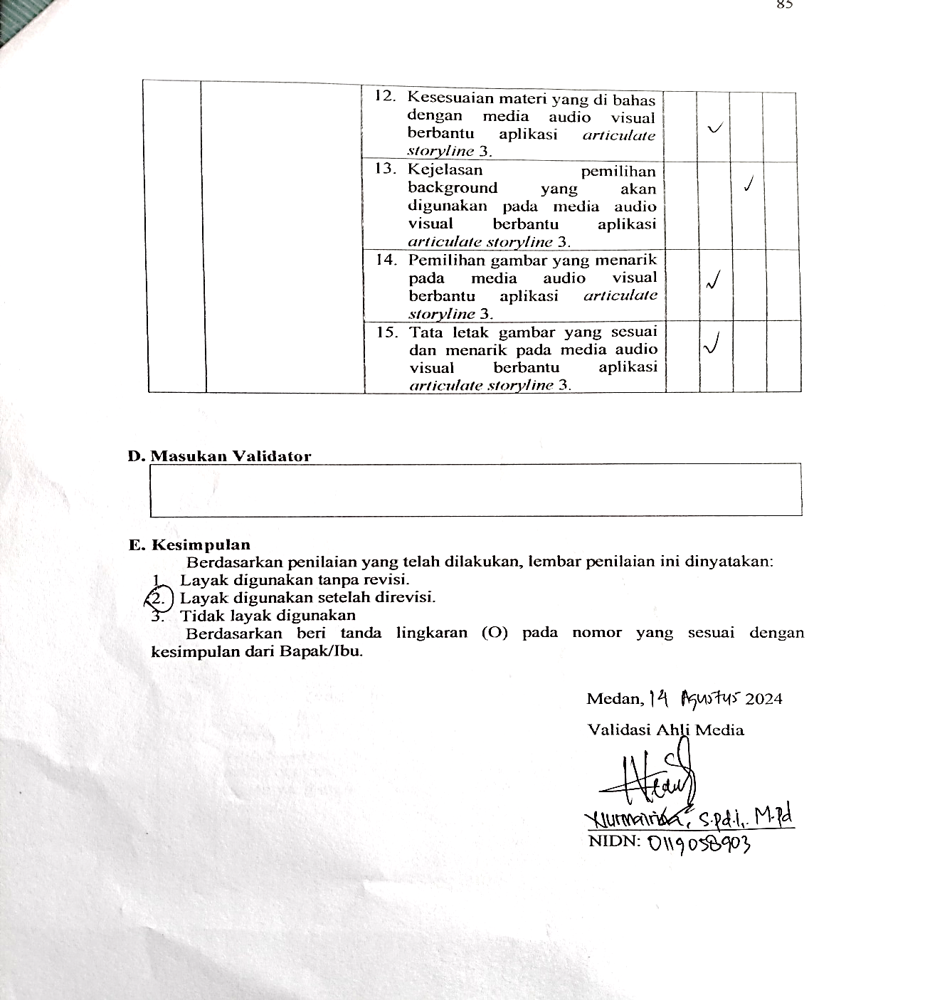 85
12. Kesesuaian materi yang di bahas
dengan media audio visual
berbantu aplikasi articulate
storyline 3.
✓
13. Kejelasan pemilihan
background yang akan
digunakan pada media audio
visual berbantu aplikasi
articulate storyline 3.
✓
14. Pemilihan gambar yang menarik
pada media audio visual
berbantu aplikasi articulate
storyline 3.
✓
15. Tata letak gambar yang sesuai
dan menarik pada media audio
visual berbantu aplikasi
articulate storyline 3.
✓
D. Masukan Validator
E. Kesimpulan
Berdasarkan penilaian yang telah dilakukan, lembar penilaian ini dinyatakan:
1. Layak digunakan tanpa revisi.
2. Layak digunakan setelah direvisi.
3. Tidak layak digunakan
Berdasarkan beri tanda lingkaran (O) pada nomor yang sesuai dengan
kesimpulan dari Bapak/Ibu.
Medan, 14 Agustus 2024
Validasi Ahli Media
S.Pd.I., M.Pd
NIDN: 0119058903